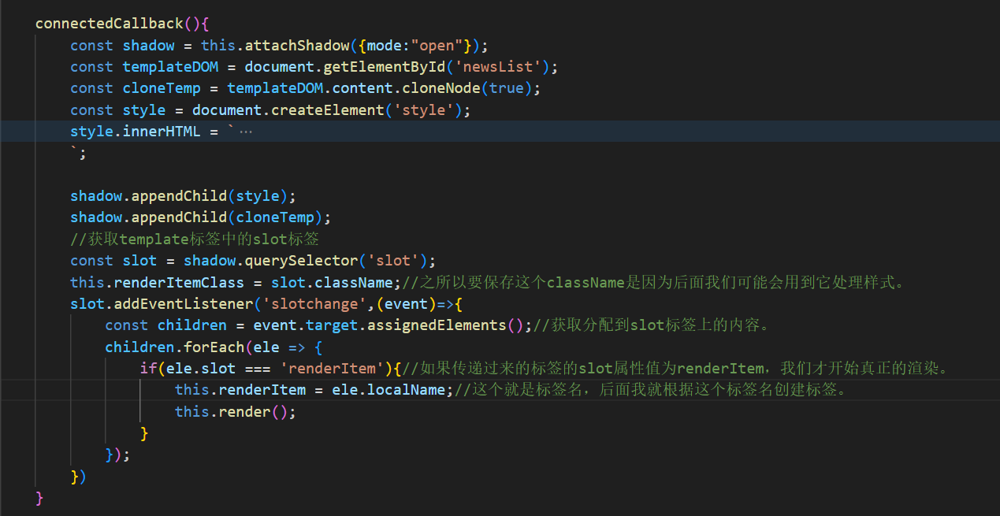 connectedCallback(){
const shadow = this.attachShadow({mode:"open"});
const templateDOM = document.getElementById('newsList');
const cloneTemp = templateDOM.content.cloneNode(true);
const style = document.createElement('style');
style.innerHTML = `⋯
`;
shadow.appendChild(style);
shadow.appendChild(cloneTemp);
//获取template标签中的slot标签
const slot = shadow.querySelector('slot');
this.renderItemClass = slot.className;//之所以要保存这个className是因为后面我们可能会用到它处理样式。
slot.addEventListener('slotchange',(event)=>{
const children = event.target.assignedElements();//获取分配到slot标签上的内容。
children.forEach(ele => {
if(ele.slot === 'renderItem'){//如果传递过来的标签的slot属性值为renderItem，我们才开始真正的渲染。
this.renderItem = ele.localName;//这个就是标签名，后面我就根据这个标签名创建标签。
this.render();
}
});
})
}